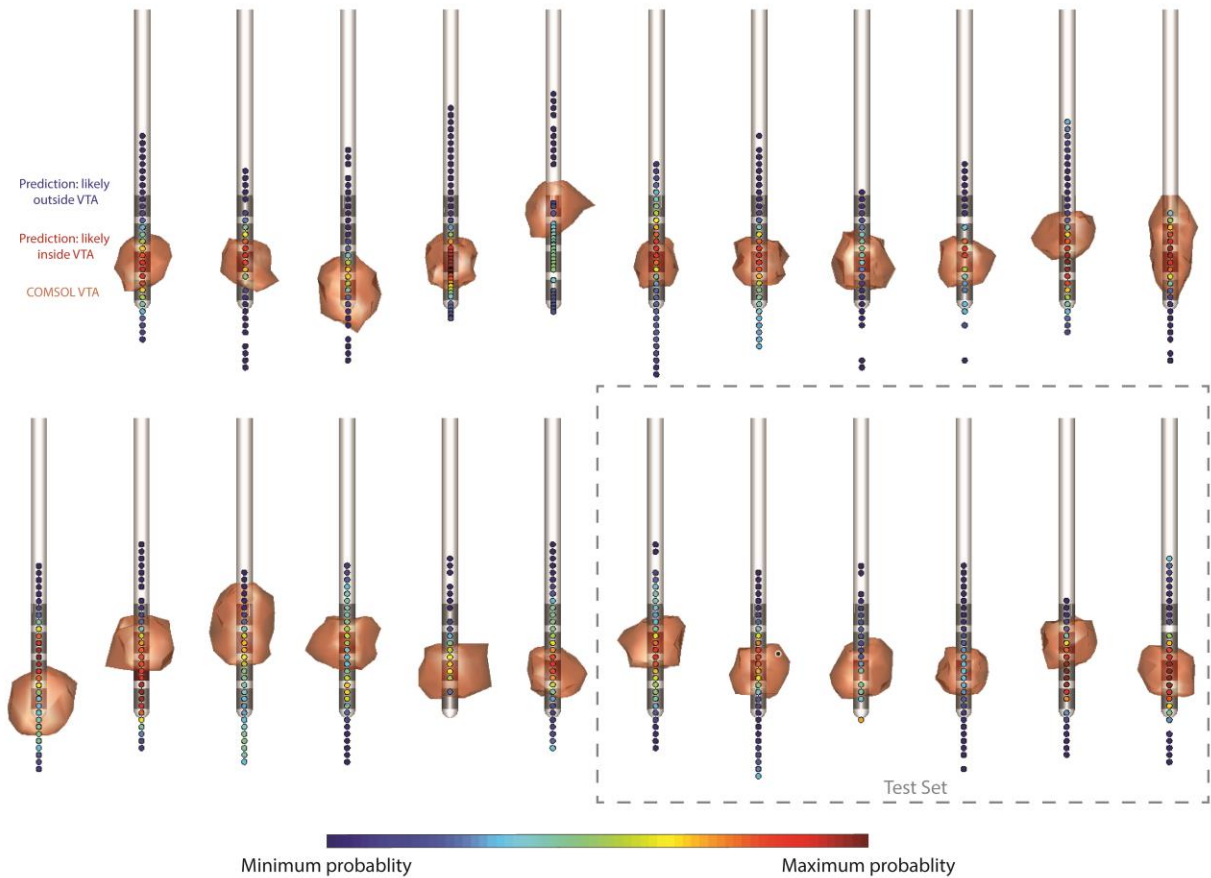 Prediction: likely
outside VTA
Prediction: likely
inside VTA
COMSOL VTA
Test Set
Minimum probablity
Maximum probablity